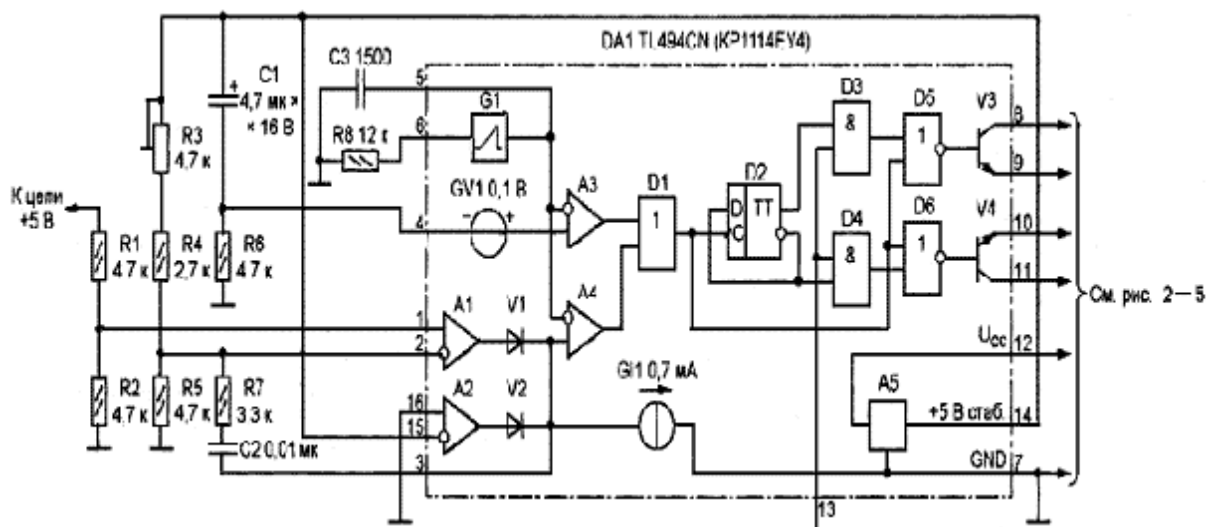 DA1 TL494CN (КР1114ЕУ4)
C3 1500
5
C1
4,7 мк ×
× 16 В
R3
4,7 к
R8 12 к
6
G1
D3
&
D5
1
V3
8
9
К цепи
+5 В
GV1 0,1 В
4
A3
D1
1
D2
D
C
TT
D4
&
D6
1
V4
10
11
R1
4,7 к
R4
2,7 к
R6
4,7 к
A1
V1
A4
1
2
См. рис. 2—5
Ucc
12
R2
4,7 к
R5
4,7 к
R7
3,3 к
A2
V2
16
15
GI1 0,7 мА
A5
+5 В стаб.
14
C2 0,01 мк
3
GND
7
13